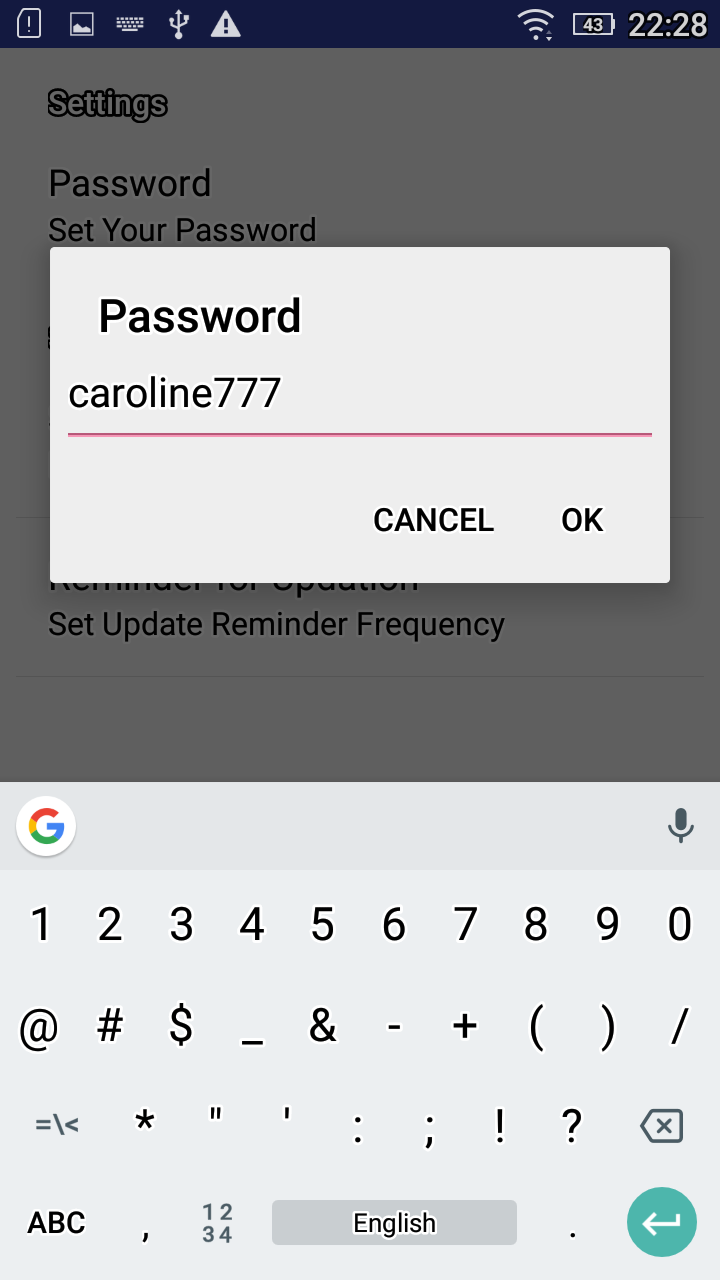 43 22:28
Settings
Password
Set Your Password
Password
caroline777
CANCEL OK
Reminder for Updation
Set Update Reminder Frequency
1 2 3 4 5 6 7 8 9 0
@ # $ _ & - + ( ) /
=\< * " ' : ; ! ?
ABC , 12 34 English .